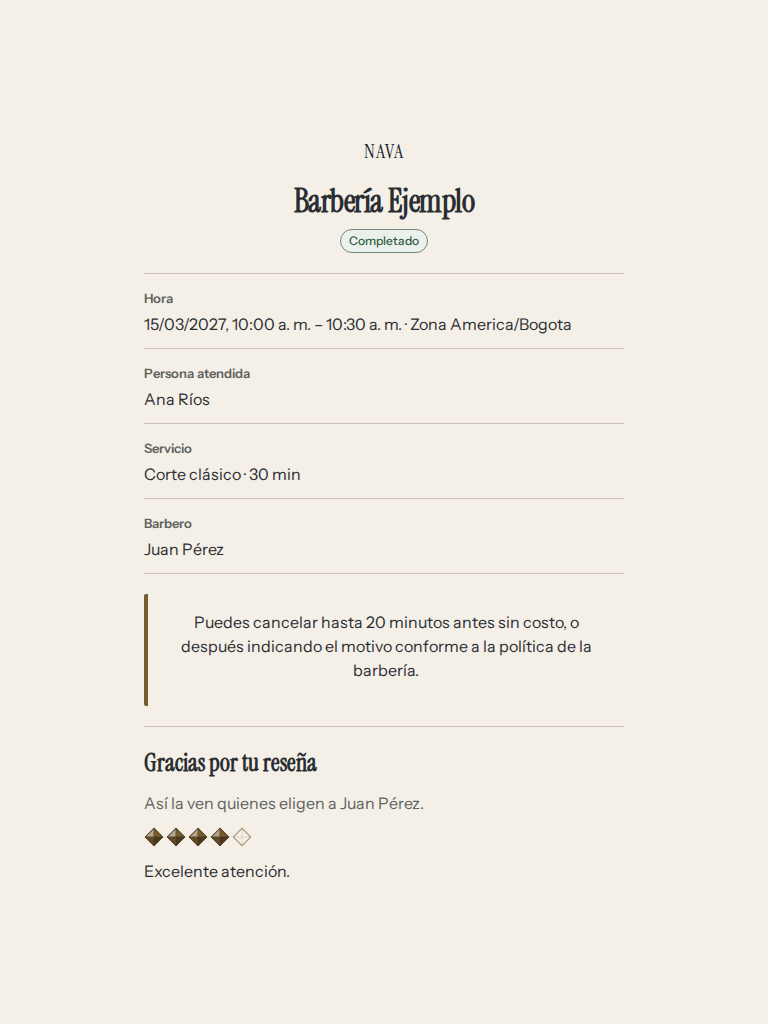 NAVA
Barbería Ejemplo
Completado
Hora
15/03/2027, 10:00 a. m. – 10:30 a. m. · Zona America/Bogota
Persona atendida
Ana Ríos
Servicio
Corte clásico · 30 min
Barbero
Juan Pérez
Puedes cancelar hasta 20 minutos antes sin costo, o
después indicando el motivo conforme a la política de la
barbería.
Gracias por tu reseña
Así la ven quienes eligen a Juan Pérez.
Excelente atención.